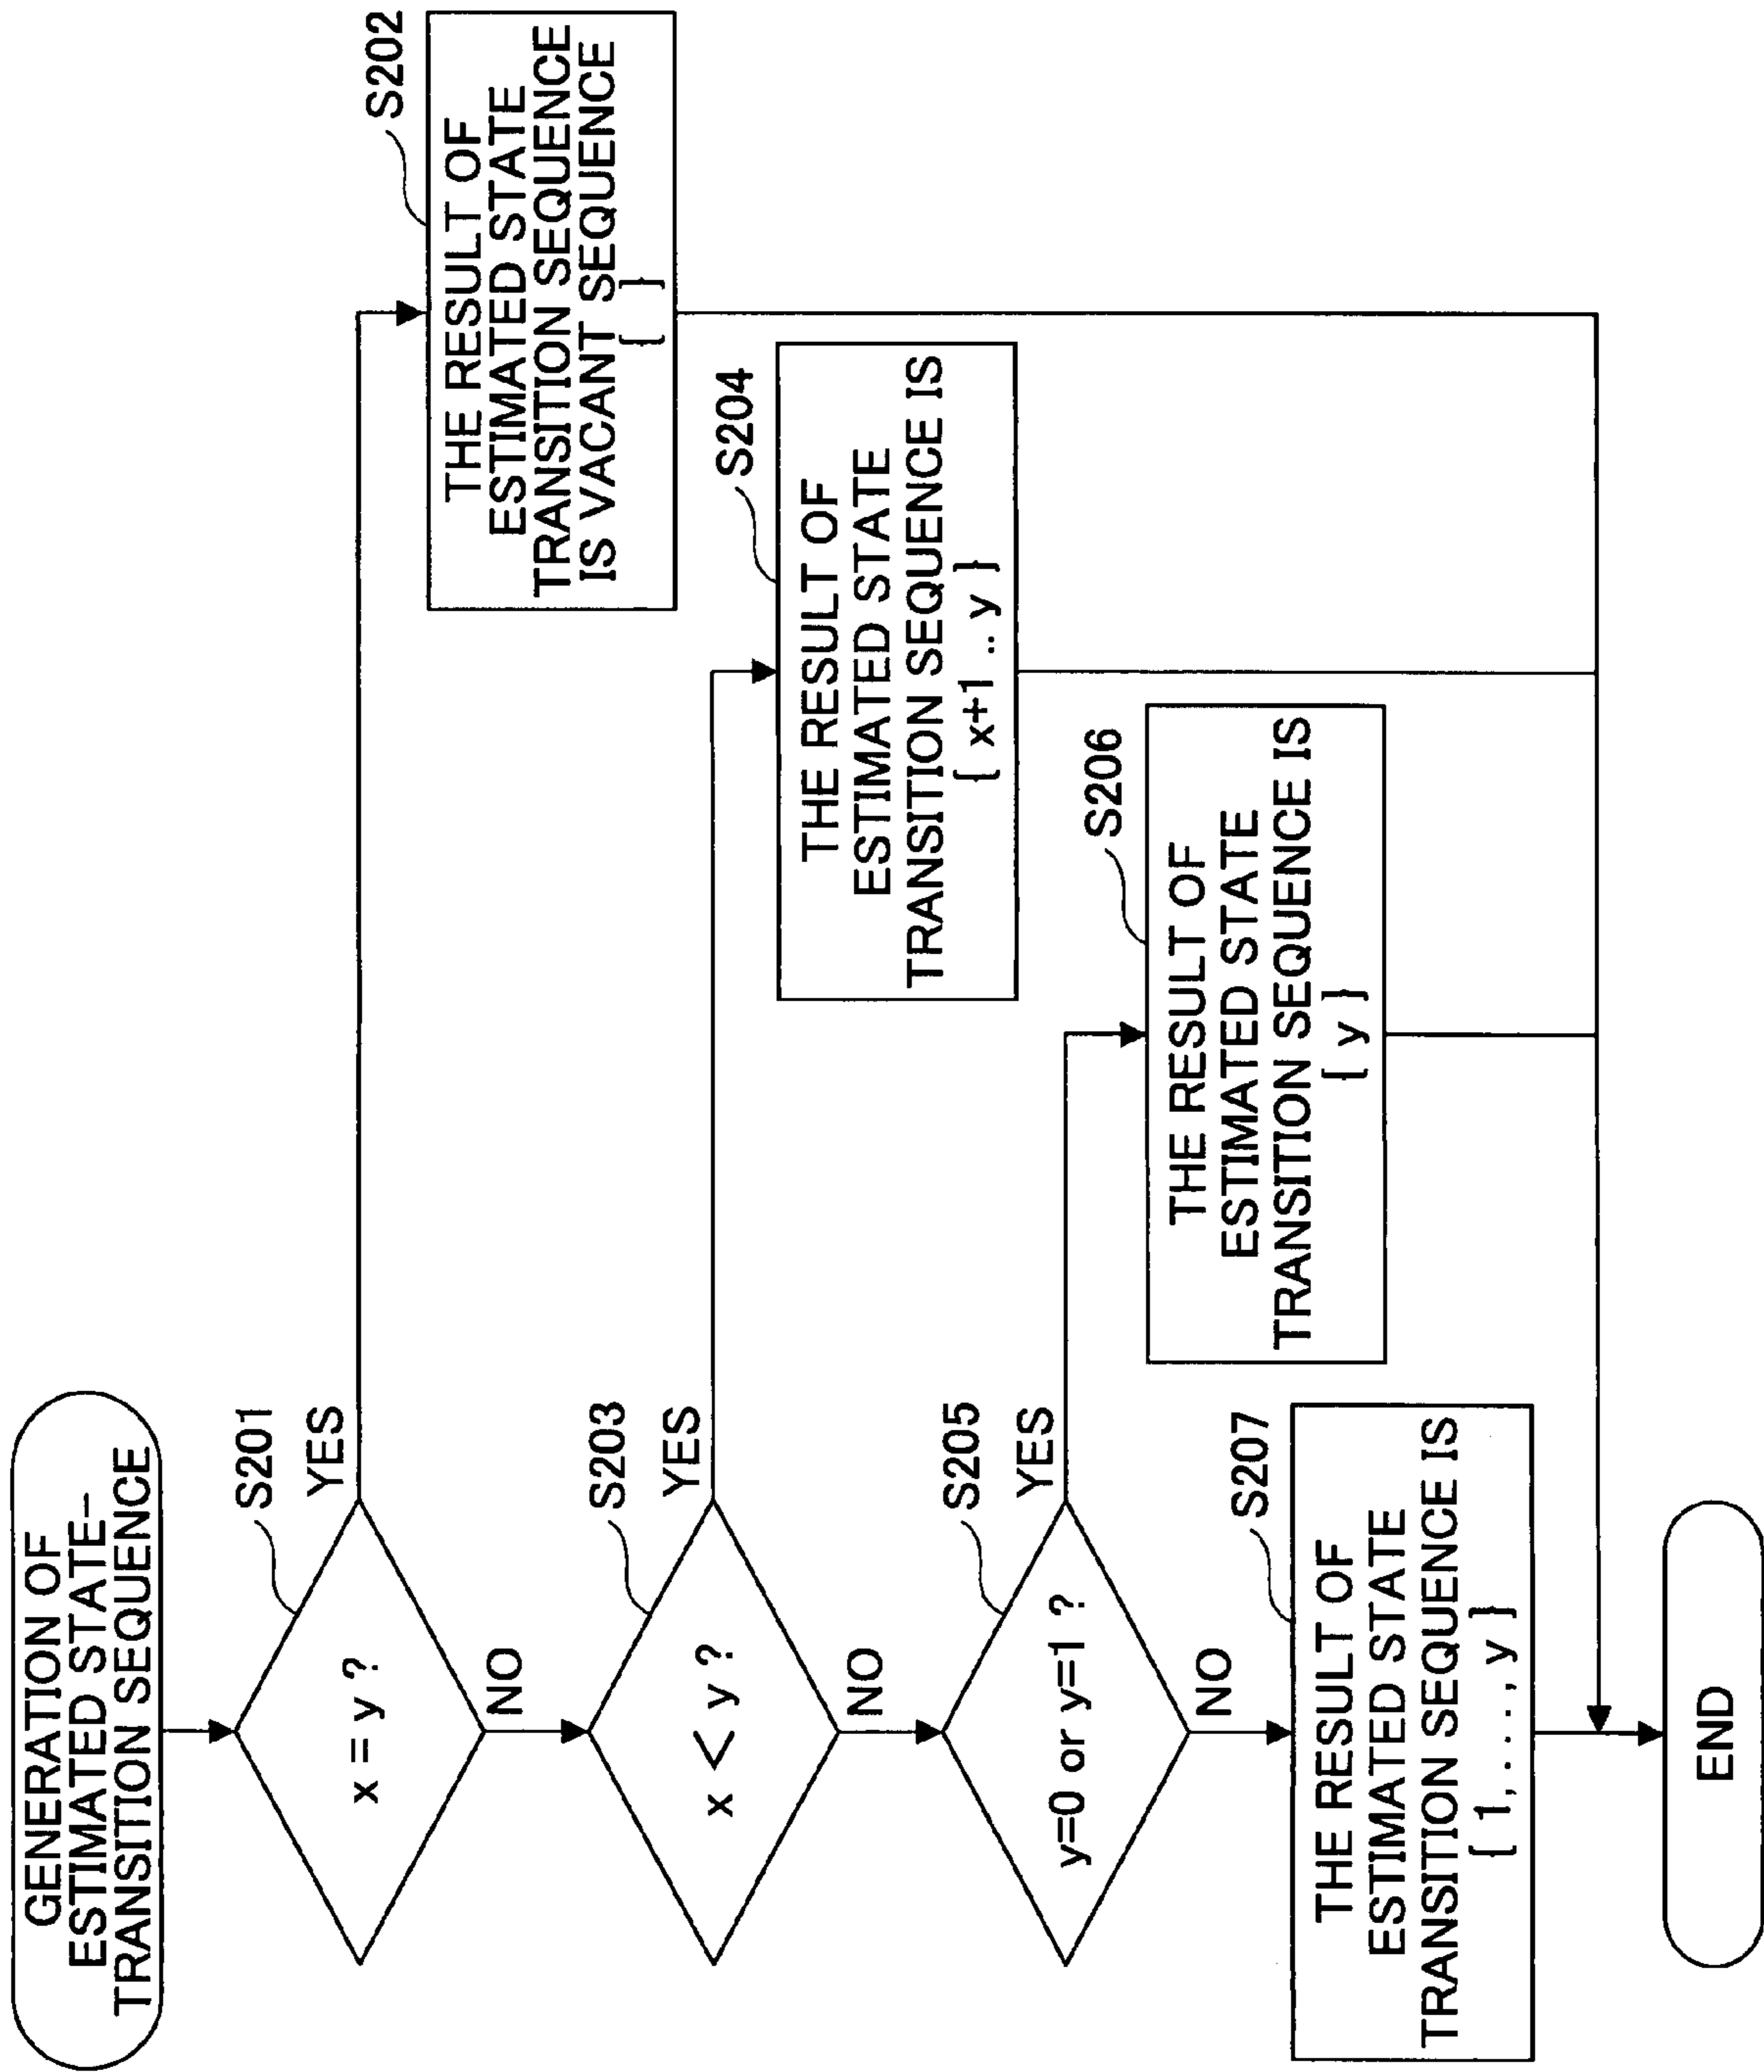 GENERATION OF
ESTIMATED STATE-
TRANSITION SEQUENCE
S201
x = y ?
YES
NO
S202
THE RESULT OF
ESTIMATED STATE
TRANSITION SEQUENCE
IS VACANT SEQUENCE
{ }
S203
x < y ?
YES
NO
S204
THE RESULT OF
ESTIMATED STATE
TRANSITION SEQUENCE IS
{ x+1 .. y }
S205
y=0 or y=1 ?
YES
NO
S206
THE RESULT OF
ESTIMATED STATE
TRANSITION SEQUENCE IS
{ y }
S207
THE RESULT OF
ESTIMATED STATE
TRANSITION SEQUENCE IS
{ 1, . . . , y }
END